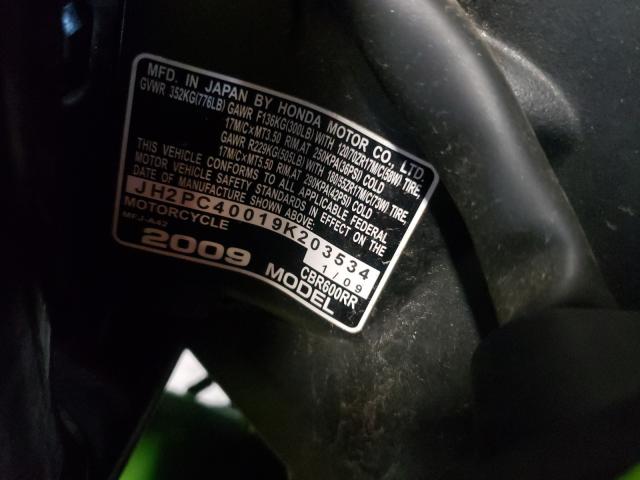 MFD. IN JAPAN BY HONDA MOTOR CO., LTD.
GVWR 352KG(776LB) GAWR F136KG(300LB) WITH 120/70ZR17M/C(58W) TIRE,
17M/C×MT3.50 RIM.AT 250KPA(36PSI) COLD
GAWR R229KG(505LB) WITH 180/55ZR17M/C(73W) TIRE,
17M/C×MT5.50 RIM.AT 290KPA(42PSI) COLD
THIS VEHICLE CONFORMS TO ALL APPLICABLE FEDERAL
MOTOR VEHICLE SAFETY STANDARDS IN EFFECT ON THE
DATE OF MANUFACTURE SHOWN ABOVE.
JH2PC40019K203534
MOTORCYCLE 1/09
MFJ-A42 CBR600RR
2009 MODEL